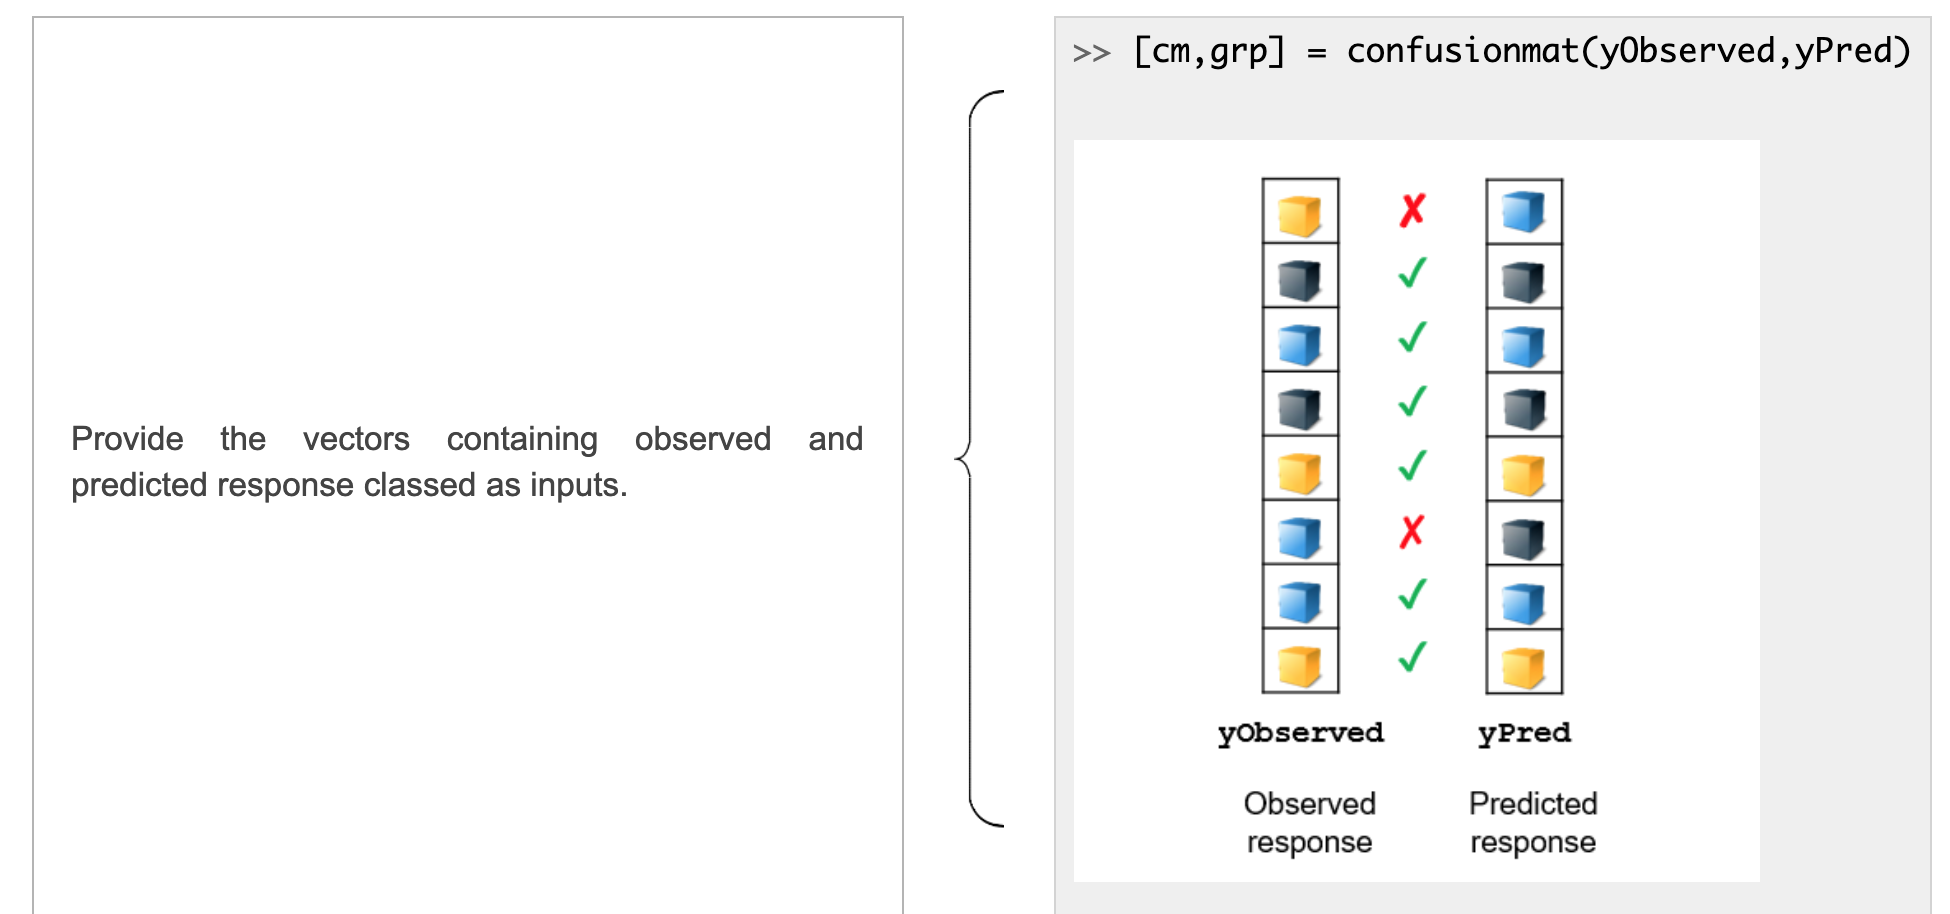 Provide the vectors containing observed and
predicted response classed as inputs.
>> [cm,grp] = confusionmat(yObserved,yPred)
yObserved yPred
Observed Predicted
response response